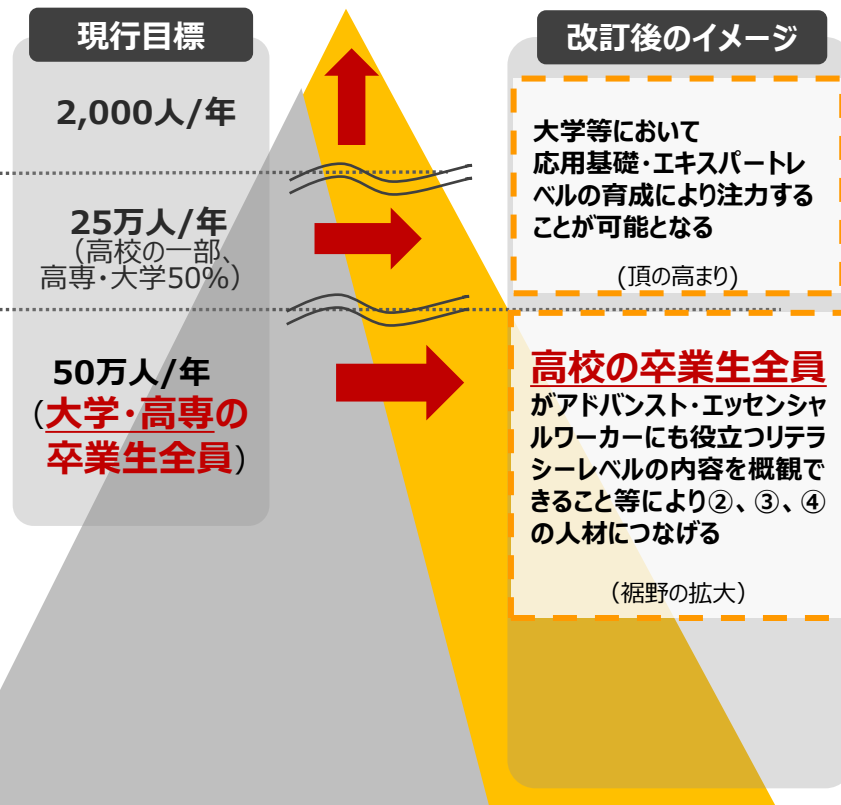 現行目標
2,000人/年
25万人/年
（高校の一部、
高専・大学50%）
50万人/年
（大学・高専の
卒業生全員）
改訂後のイメージ
大学等において
応用基礎・エキスパートレ
ベルの育成により注力する
ことが可能となる
(頂の高まり)
高校の卒業生全員
がアドバンスト・エッセンシャ
ルワーカーにも役立つリテラ
シーレベルの内容を概観で
きること等により②、③、④
の人材につなげる
（裾野の拡大）